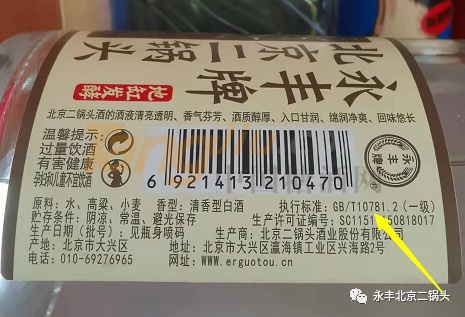 永丰牌
北京二锅头
地缸发酵
北京二锅头酒的酒液清亮透明、香气芬芳、酒质醇厚、入口甘润、绵润净爽、回味悠长
温馨提示:
过量饮酒
有害健康
孕妇和儿童不宜饮酒
6 921413 210470
永丰牌
原料:水、高粱、小麦 香型:清香型白酒 执行标准:GB/T10781.2(一级)
贮存条件:阴凉、常温、避光保存 生产许可证编号:SC11511150818017
生产日期(批号):见瓶身喷码 生产商:北京二锅头酒业股份有限公司
产地:北京市大兴区 地址:北京市大兴区瀛海镇工业区兴海路2号
电话:010-69276965 网址:www.erguotou.cn
永丰北京二锅头